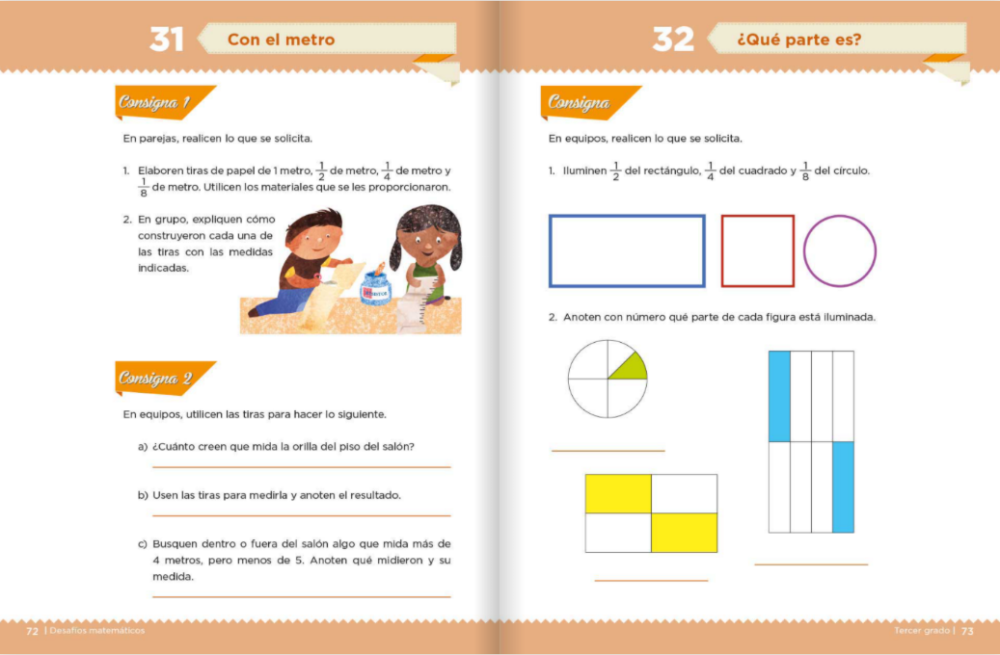 31
Con el metro
Consigna 1
En parejas, realicen lo que se solicita.
1. Elaboren tiras de papel de 1 metro, 1/2 de metro, 1/4 de metro y
1/8 de metro. Utilicen los materiales que se les proporcionaron.
2. En grupo, expliquen cómo
construyeron cada una de
las tiras con las medidas
indicadas.
Consigna 2
En equipos, utilicen las tiras para hacer lo siguiente.
a) ¿Cuánto creen que mida la orilla del piso del salón?
b) Usen las tiras para medirla y anoten el resultado.
c) Busquen dentro o fuera del salón algo que mida más de
4 metros, pero menos de 5. Anoten qué midieron y su
medida.
72 | Desafíos matemáticos
32
¿Qué parte es?
Consigna
En equipos, realicen lo que se solicita.
1. Iluminen 1/2 del rectángulo, 1/4 del cuadrado y 1/8 del círculo.
2. Anoten con número qué parte de cada figura está iluminada.
Tercer grado | 73